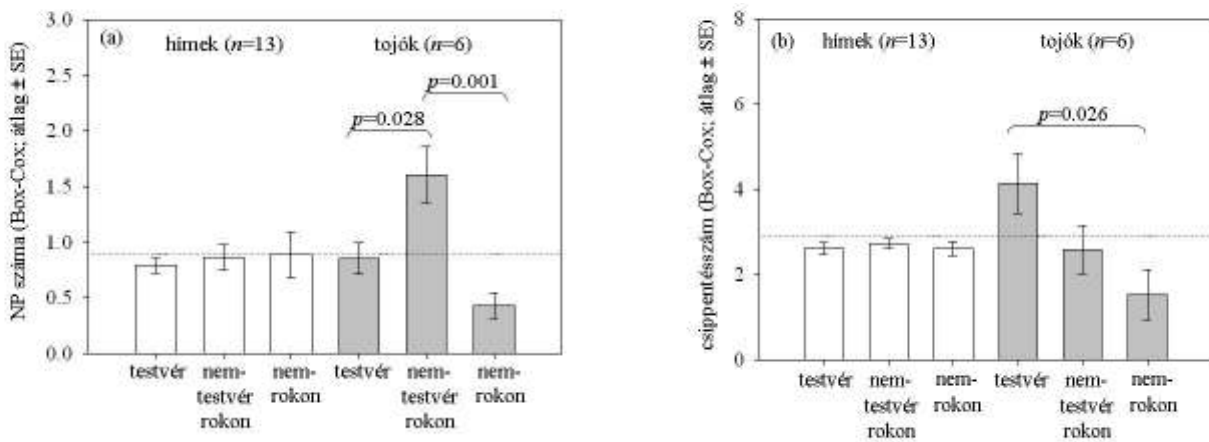 (a)
hímek (n=13)
tojók (n=6)
p=0.001
p=0.028
NP száma (Box-Cox; átlag ± SE)
3.0
2.5
2.0
1.5
1.0
0.5
0.0
testvér
nem-
testvér
rokon
nem-
rokon
testvér
nem-
testvér
rokon
nem-
rokon
(b)
hímek (n=13)
tojók (n=6)
p=0.026
csippentésszám (Box-Cox; átlag ± SE)
8
6
4
2
0
testvér
nem-
testvér
rokon
nem-
rokon
testvér
nem-
testvér
rokon
nem-
rokon